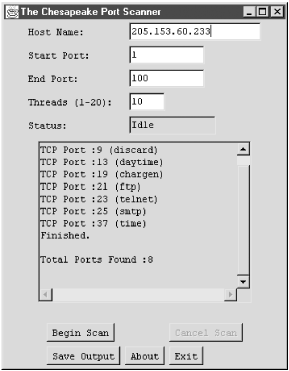 The Chesapeake Port Scanner
Host Name: 205.153.60.233
Start Port: 1
End Port: 100
Threads (1-20): 10
Status: Idle
TCP Port :9 (discard)
TCP Port :13 (daytime)
TCP Port :19 (chargen)
TCP Port :21 (ftp)
TCP Port :23 (telnet)
TCP Port :25 (smtp)
TCP Port :37 (time)
Finished.
Total Ports Found :8
Begin Scan Cancel Scan
Save Output About Exit